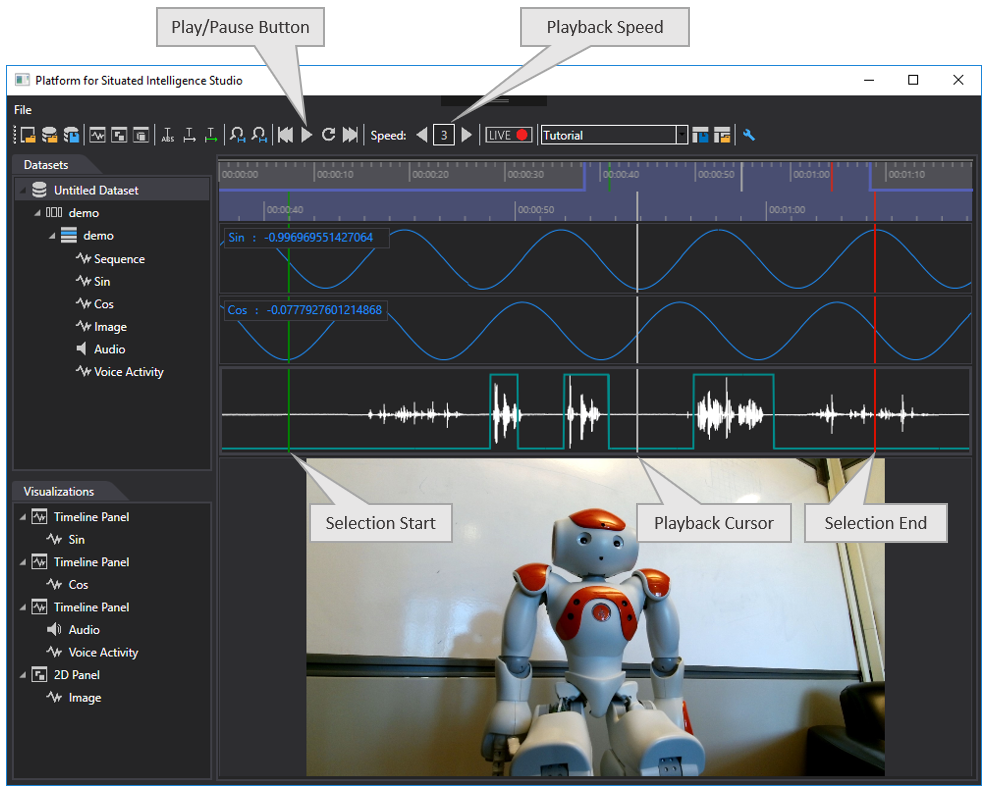 Play/Pause Button
Playback Speed
Platform for Situated Intelligence Studio
File
Abs
Speed:
3
LIVE
Tutorial
Datasets
Untitled Dataset
demo
demo
Sequence
Sin
Cos
Image
Audio
Voice Activity
00:00:00
00:00:10
00:00:20
00:00:30
00:00:40
00:00:50
00:01:00
00:01:10
00:00:40
00:00:50
00:01:00
Sin : -0.996969551427064
Cos : -0.0777927601214868
Selection Start
Playback Cursor
Selection End
Visualizations
Timeline Panel
Sin
Timeline Panel
Cos
Timeline Panel
Audio
Voice Activity
2D Panel
Image